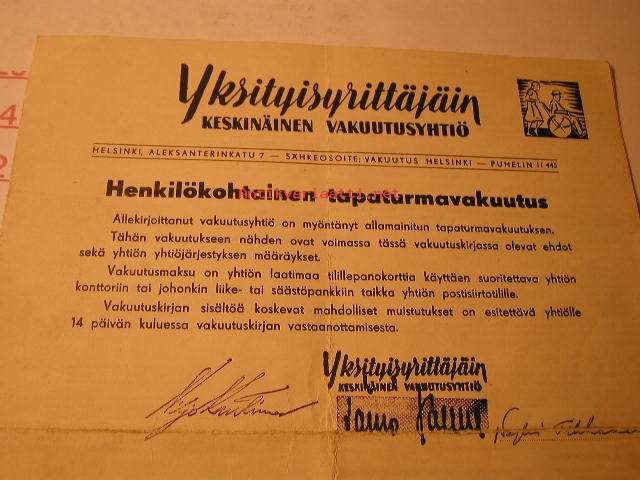 Yksityisyrittäjäin
KESKINÄINEN VAKUUTUSYHTIÖ
HELSINKI, ALEKSANTERINKATU 7 — SÄHKEOSOITE: VAKUUTUS HELSINKI — PUHELIN 11 445
Henkilökohtainen tapaturmavakuutus
Allekirjoittanut vakuutusyhtiö on myöntänyt allamainitun tapaturmavakuutuksen.
Tähän vakuutukseen nähden ovat voimassa tässä vakuutuskirjassa olevat ehdot
sekä yhtiön yhtiöjärjestyksen määräykset.
Vakuutusmaksu on yhtiön laatimaa tilillepanokorttia käyttäen suoritettava yhtiön
konttoriin tai johonkin liike- tai säästöpankkiin taikka yhtiön postisiirtotilille.
Vakuutuskirjan sisältöä koskevat mahdolliset muistutukset on esitettävä yhtiölle
14 päivän kuluessa vakuutuskirjan vastaanottamisesta.
Yksityisyrittäjäin
KESKINÄINEN VAKUUTUSYHTIÖ